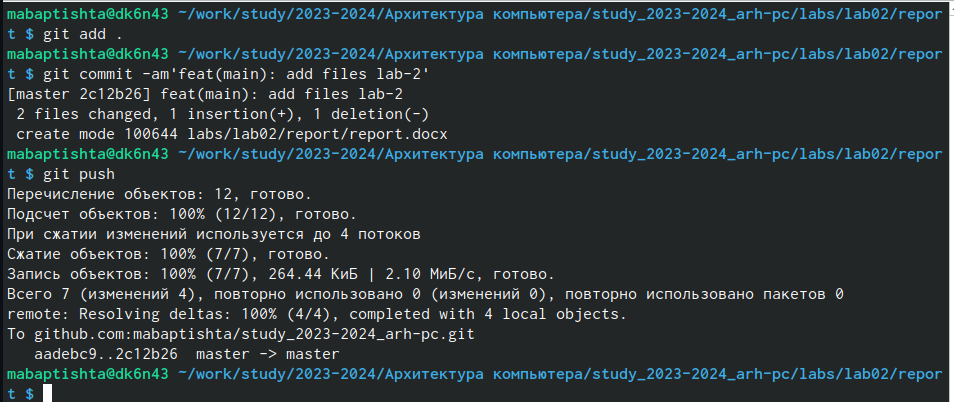 mabaptishta@dk6n43 ~/work/study/2023-2024/Архитектура компьютера/study_2023-2024_arh-pc/labs/lab02/repor
t $ git add .
mabaptishta@dk6n43 ~/work/study/2023-2024/Архитектура компьютера/study_2023-2024_arh-pc/labs/lab02/repor
t $ git commit -am'feat(main): add files lab-2'
[master 2c12b26] feat(main): add files lab-2
 2 files changed, 1 insertion(+), 1 deletion(-)
 create mode 100644 labs/lab02/report/report.docx
mabaptishta@dk6n43 ~/work/study/2023-2024/Архитектура компьютера/study_2023-2024_arh-pc/labs/lab02/repor
t $ git push
Перечисление объектов: 12, готово.
Подсчет объектов: 100% (12/12), готово.
При сжатии изменений используется до 4 потоков
Сжатие объектов: 100% (7/7), готово.
Запись объектов: 100% (7/7), 264.44 КиБ | 2.10 МиБ/с, готово.
Всего 7 (изменений 4), повторно использовано 0 (изменений 0), повторно использовано пакетов 0
remote: Resolving deltas: 100% (4/4), completed with 4 local objects.
To github.com:mabaptishta/study_2023-2024_arh-pc.git
   aadebc9..2c12b26  master -> master
mabaptishta@dk6n43 ~/work/study/2023-2024/Архитектура компьютера/study_2023-2024_arh-pc/labs/lab02/repor
t $